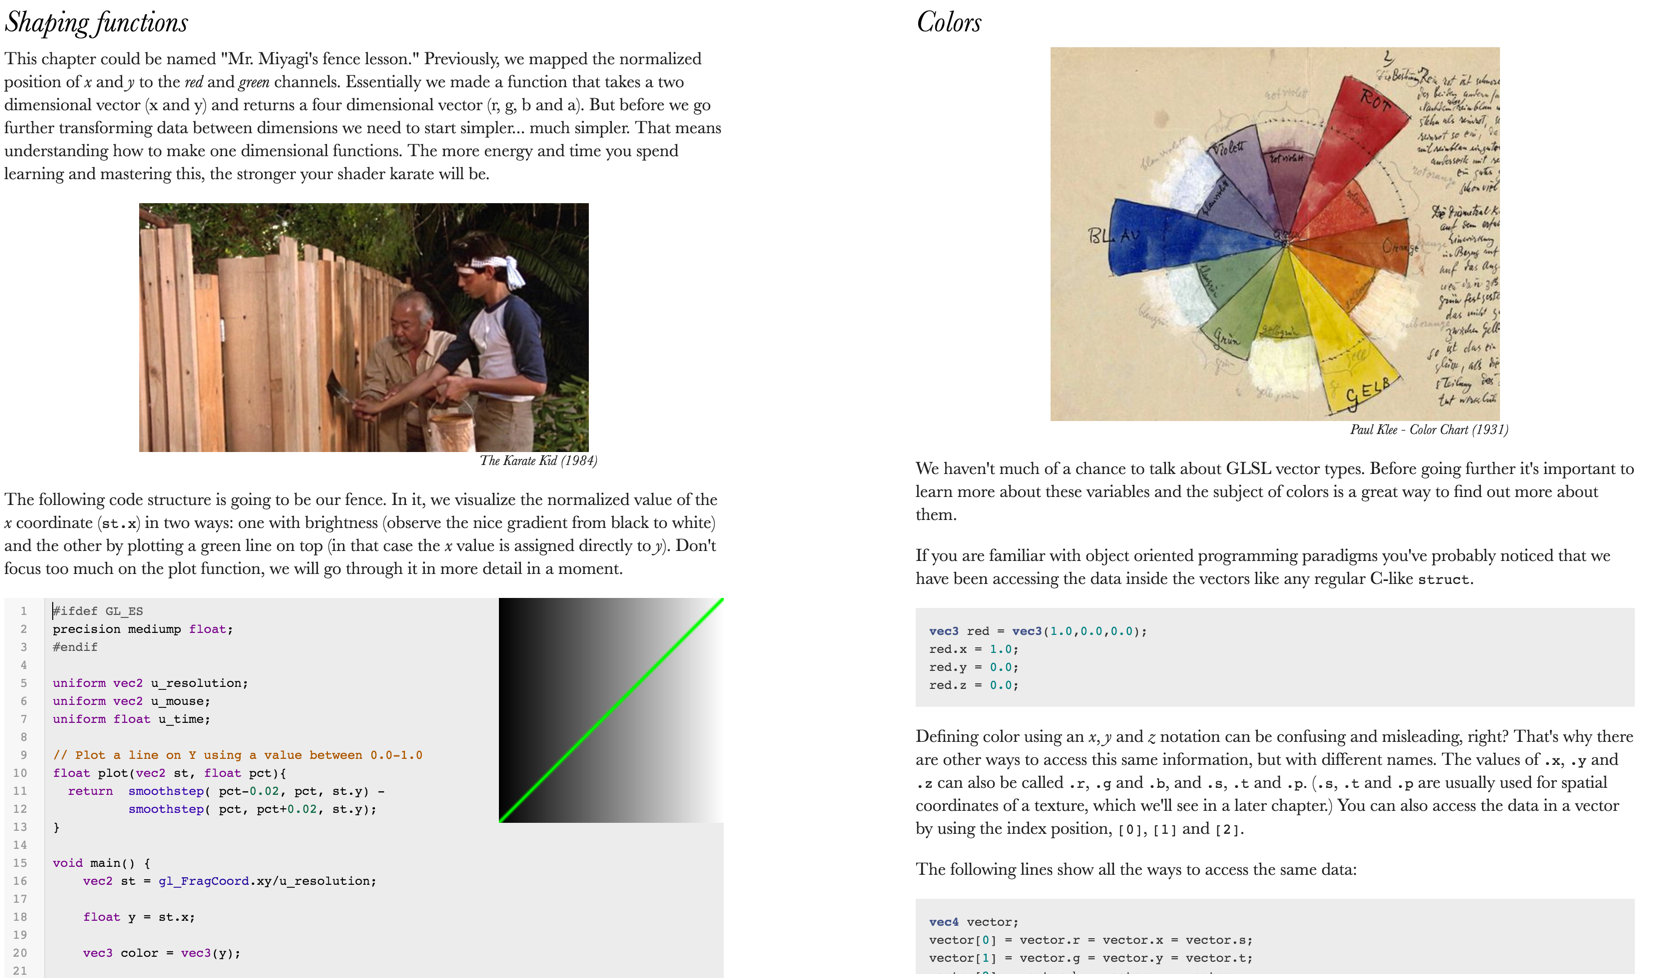 Shaping functions
This chapter could be named "Mr. Miyagi's fence lesson." Previously, we mapped the normalized
position of x and y to the red and green channels. Essentially we made a function that takes a two
dimensional vector (x and y) and returns a four dimensional vector (r, g, b and a). But before we go
further transforming data between dimensions we need to start simpler... much simpler. That means
understanding how to make one dimensional functions. The more energy and time you spend
learning and mastering this, the stronger your shader karate will be.
The Karate Kid (1984)
The following code structure is going to be our fence. In it, we visualize the normalized value of the
x coordinate (st.x) in two ways: one with brightness (observe the nice gradient from black to white)
and the other by plotting a green line on top (in that case the x value is assigned directly to y). Don't
focus too much on the plot function, we will go through it in more detail in a moment.
1 #ifdef GL_ES
2 precision mediump float;
3 #endif
4
5 uniform vec2 u_resolution;
6 uniform vec2 u_mouse;
7 uniform float u_time;
8
9 // Plot a line on Y using a value between 0.0-1.0
10 float plot(vec2 st, float pct){
11 return smoothstep( pct-0.02, pct, st.y) -
12 smoothstep( pct, pct+0.02, st.y);
13 }
14
15 void main() {
16 vec2 st = gl_FragCoord.xy/u_resolution;
17
18 float y = st.x;
19
20 vec3 color = vec3(y);
21
Colors
ROT
Violett
rotviolett
BLAU
Orange
Grün
GELB
Paul Klee - Color Chart (1931)
We haven't much of a chance to talk about GLSL vector types. Before going further it's important to
learn more about these variables and the subject of colors is a great way to find out more about
them.
If you are familiar with object oriented programming paradigms you've probably noticed that we
have been accessing the data inside the vectors like any regular C-like struct.
vec3 red = vec3(1.0,0.0,0.0);
red.x = 1.0;
red.y = 0.0;
red.z = 0.0;
Defining color using an x, y and z notation can be confusing and misleading, right? That's why there
are other ways to access this same information, but with different names. The values of .x, .y and
.z can also be called .r, .g and .b, and .s, .t and .p. (.s, .t and .p are usually used for spatial
coordinates of a texture, which we'll see in a later chapter.) You can also access the data in a vector
by using the index position, [0], [1] and [2].
The following lines show all the ways to access the same data:
vec4 vector;
vector[0] = vector.r = vector.x = vector.s;
vector[1] = vector.g = vector.y = vector.t;